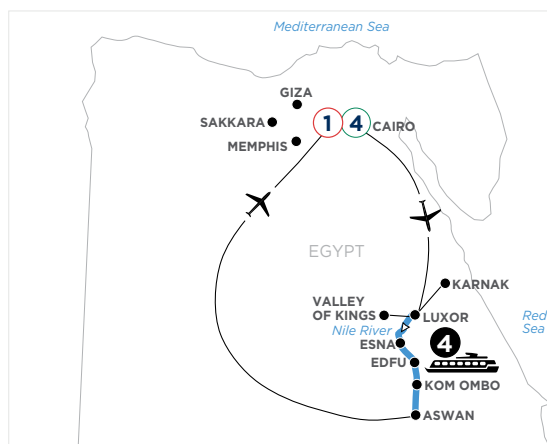 Mediterranean Sea
GIZA
SAKKARA
1 4 CAIRO
MEMPHIS
EGYPT
KARNAK
VALLEY
OF KINGS
LUXOR
Red
Sea
Nile River
ESNA
4
EDFU
KOM OMBO
ASWAN